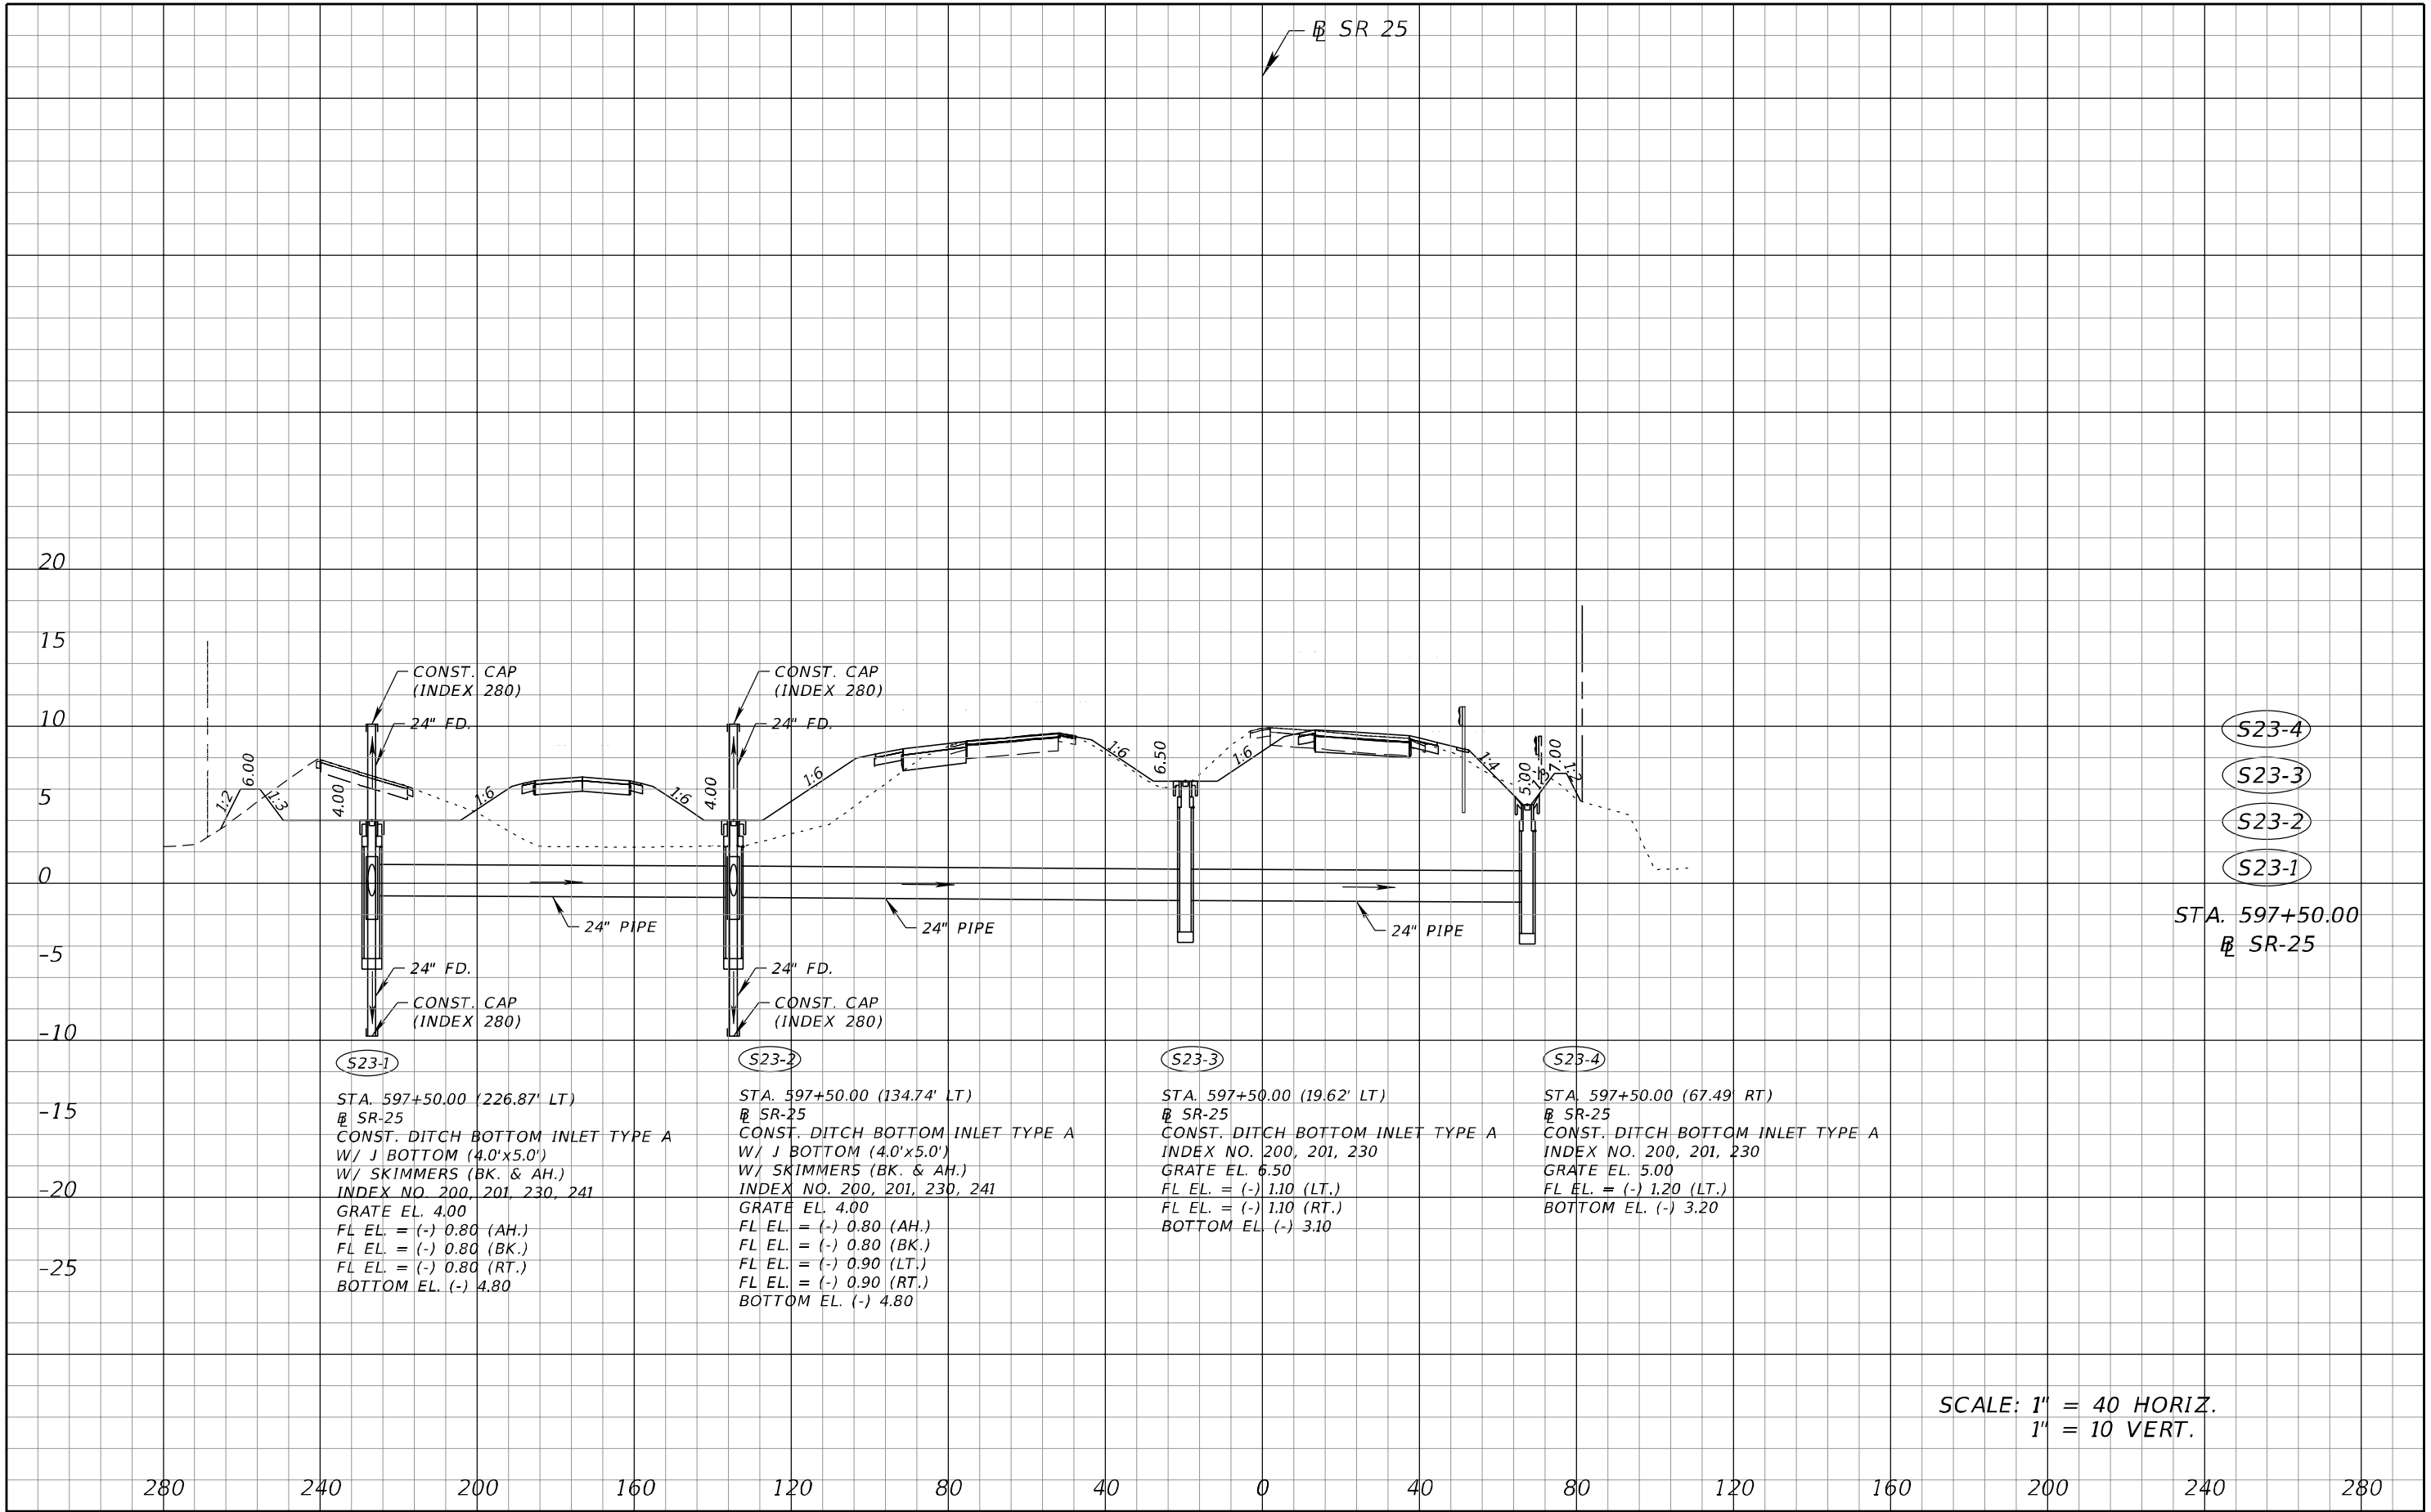 BL SR 25
20
15
10
5
0
-5
-10
-15
-20
-25
CONST. CAP
(INDEX 280)
24" FD.
CONST. CAP
(INDEX 280)
24" FD.
1:2
6.00
1:3
4.00
1:6
1:6
4.00
1:6
1:6
6.50
1:6
1:4
5.00
1:3
7.00
1:2
24" PIPE
24" PIPE
24" PIPE
24" FD.
CONST. CAP
(INDEX 280)
24" FD.
CONST. CAP
(INDEX 280)
S23-4
S23-3
S23-2
S23-1
STA. 597+50.00
BL SR-25
S23-1
STA. 597+50.00 (226.87' LT)
BL SR-25
CONST. DITCH BOTTOM INLET TYPE A
W/ J BOTTOM (4.0'x5.0')
W/ SKIMMERS (BK. & AH.)
INDEX NO. 200, 201, 230, 241
GRATE EL. 4.00
FL EL. = (-) 0.80 (AH.)
FL EL. = (-) 0.80 (BK.)
FL EL. = (-) 0.80 (RT.)
BOTTOM EL. (-) 4.80
S23-2
STA. 597+50.00 (134.74' LT)
BL SR-25
CONST. DITCH BOTTOM INLET TYPE A
W/ J BOTTOM (4.0'x5.0')
W/ SKIMMERS (BK. & AH.)
INDEX NO. 200, 201, 230, 241
GRATE EL. 4.00
FL EL. = (-) 0.80 (AH.)
FL EL. = (-) 0.80 (BK.)
FL EL. = (-) 0.90 (LT.)
FL EL. = (-) 0.90 (RT.)
BOTTOM EL. (-) 4.80
S23-3
STA. 597+50.00 (19.62' LT)
BL SR-25
CONST. DITCH BOTTOM INLET TYPE A
INDEX NO. 200, 201, 230
GRATE EL. 6.50
FL EL. = (-) 1.10 (LT.)
FL EL. = (-) 1.10 (RT.)
BOTTOM EL. (-) 3.10
S23-4
STA. 597+50.00 (67.49' RT)
BL SR-25
CONST. DITCH BOTTOM INLET TYPE A
INDEX NO. 200, 201, 230
GRATE EL. 5.00
FL EL. = (-) 1.20 (LT.)
BOTTOM EL. (-) 3.20
SCALE: 1" = 40 HORIZ.
1" = 10 VERT.
280 240 200 160 120 80 40 0 40 80 120 160 200 240 280